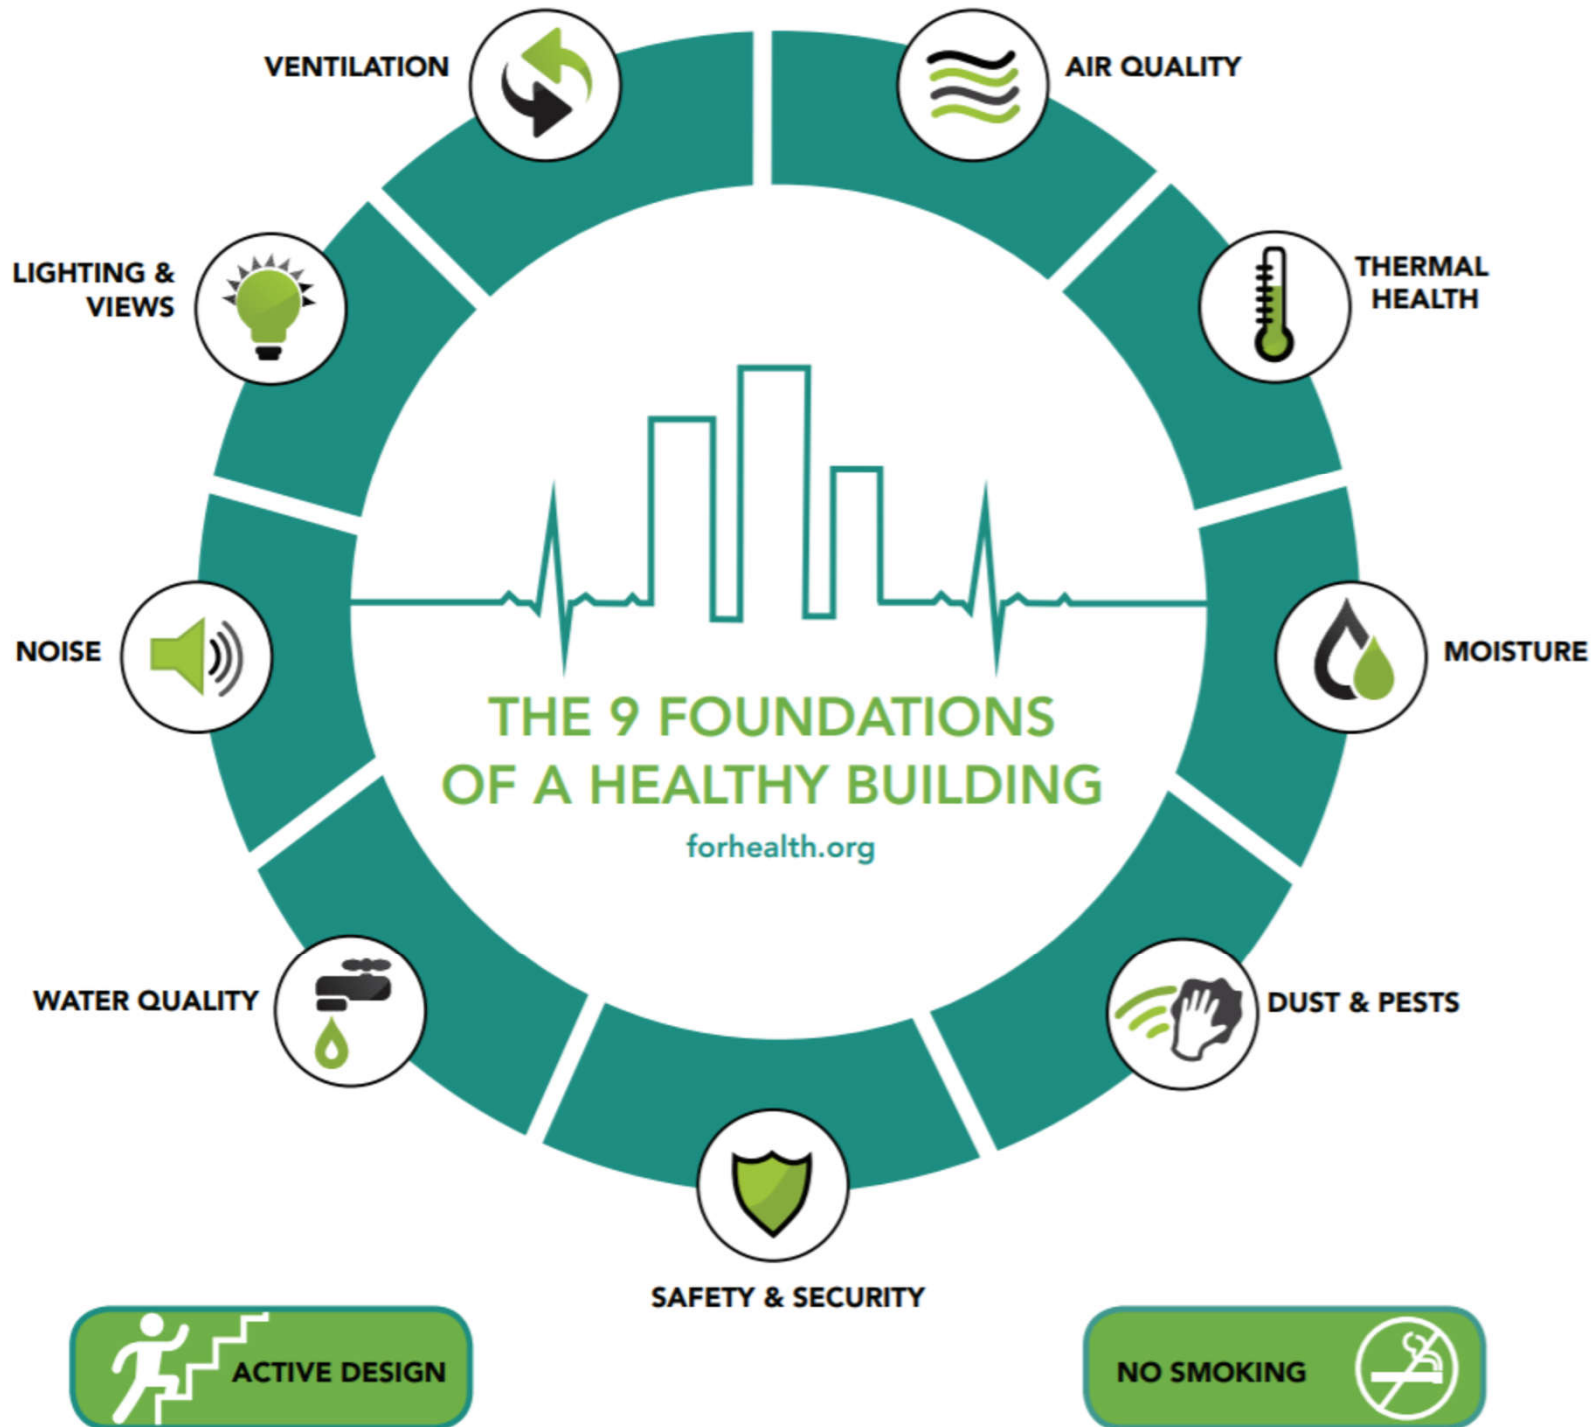 VENTILATION
AIR QUALITY
LIGHTING &
VIEWS
THERMAL
HEALTH
NOISE
MOISTURE
THE 9 FOUNDATIONS
OF A HEALTHY BUILDING
forhealth.org
WATER QUALITY
DUST & PESTS
SAFETY & SECURITY
ACTIVE DESIGN
NO SMOKING